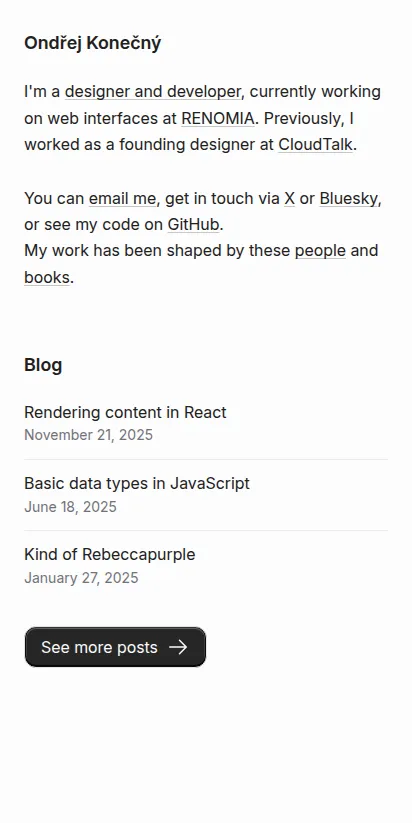 Ondřej Konečný
I'm a designer and developer, currently working
on web interfaces at RENOMIA. Previously, I
worked as a founding designer at CloudTalk.
You can email me, get in touch via X or Bluesky,
or see my code on GitHub.
My work has been shaped by these people and
books.
Blog
Rendering content in React
November 21, 2025
Basic data types in JavaScript
June 18, 2025
Kind of Rebeccapurple
January 27, 2025
See more posts